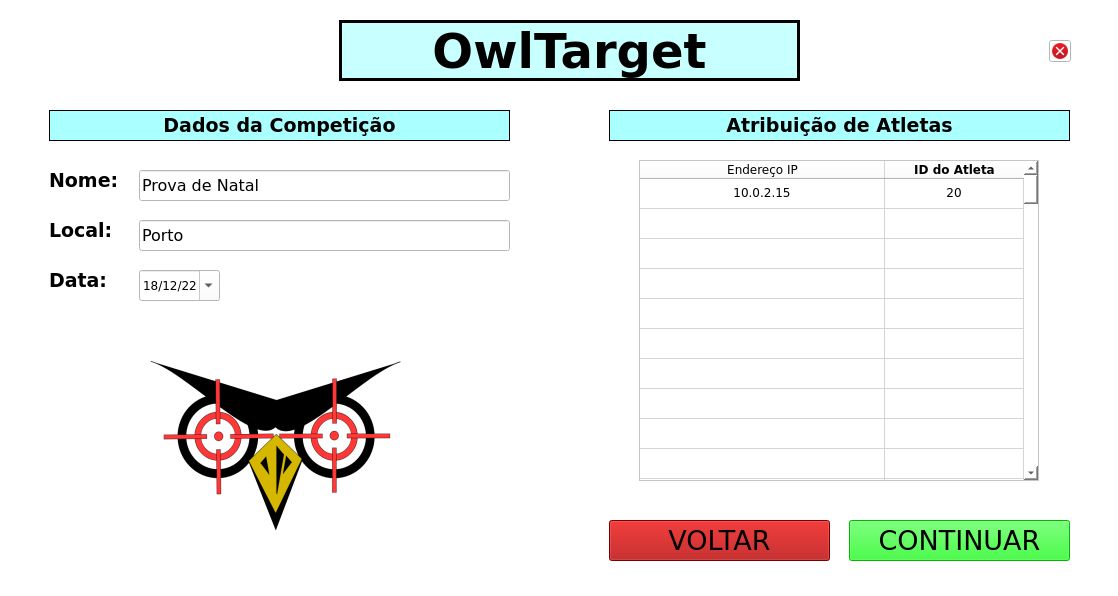 OwlTarget
Dados da Competição
Nome: Prova de Natal
Local: Porto
Data: 18/12/22
Atribuição de Atletas
Endereço IP ID do Atleta
10.0.2.15 20
VOLTAR CONTINUAR